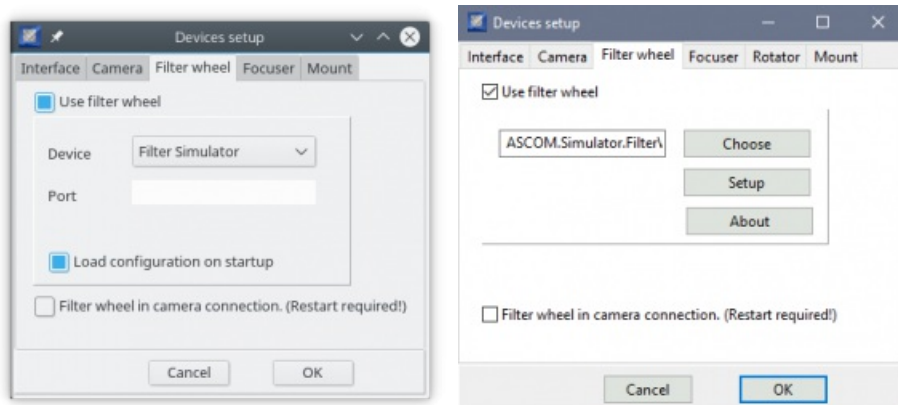 Devices setup
Interface Camera Filter wheel Focuser Mount
Use filter wheel
Device Filter Simulator
Port
Load configuration on startup
Filter wheel in camera connection. (Restart required!)
Cancel OK
Devices setup
Interface Camera Filter wheel Focuser Rotator Mount
Use filter wheel
ASCOM.Simulator.Filter Choose
Setup
About
Filter wheel in camera connection. (Restart required!)
Cancel OK